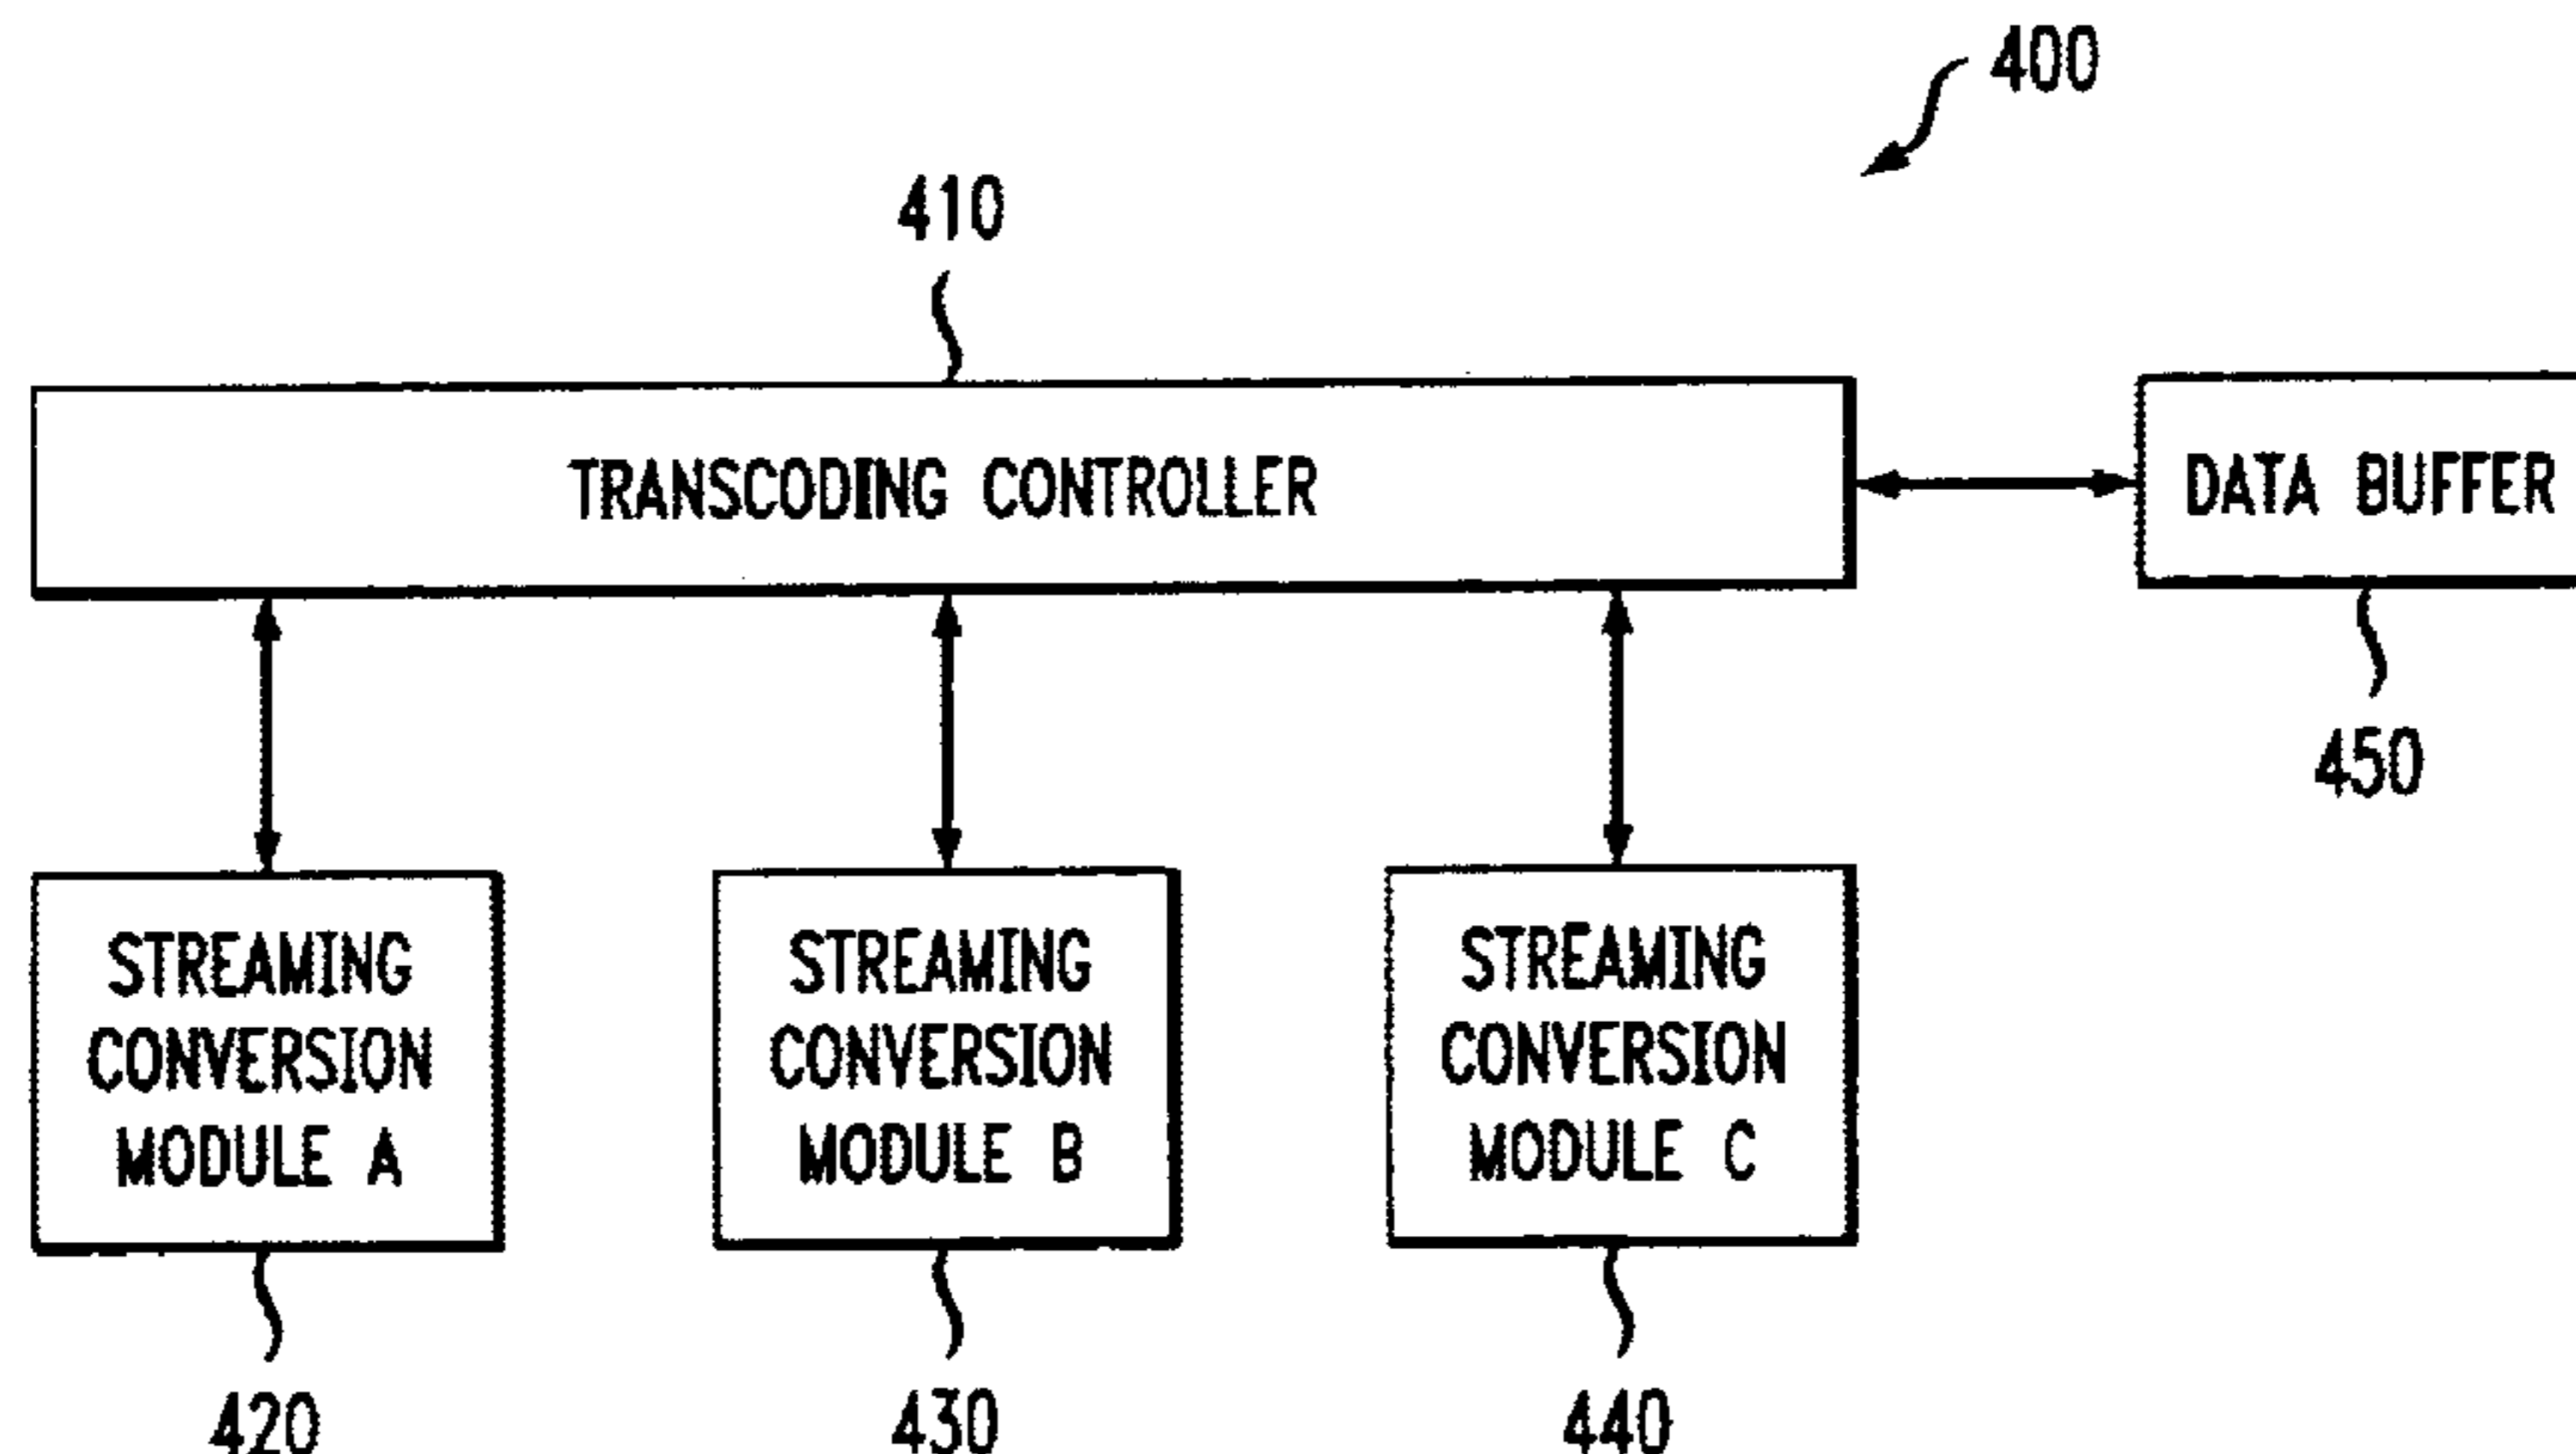 400
410
TRANSCODING CONTROLLER
DATA BUFFER
450
STREAMING
CONVERSION
MODULE A
STREAMING
CONVERSION
MODULE B
STREAMING
CONVERSION
MODULE C
420
430
440